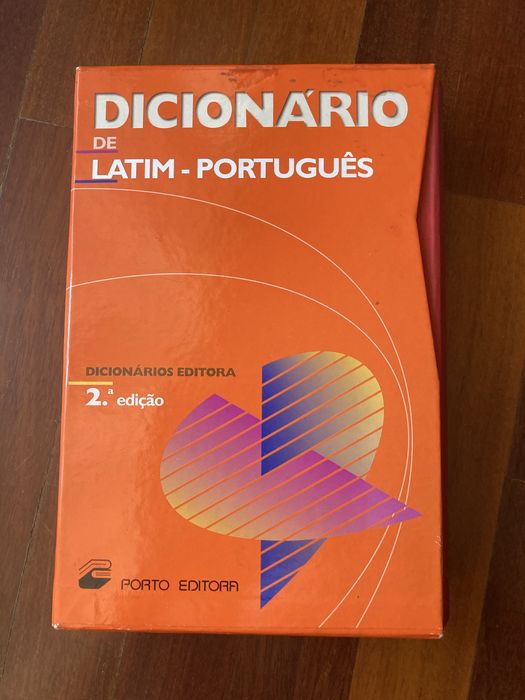 DICIONÁRIO
DE
LATIM - PORTUGUÊS
DICIONÁRIOS EDITORA
2.ª edição
PORTO EDITORA